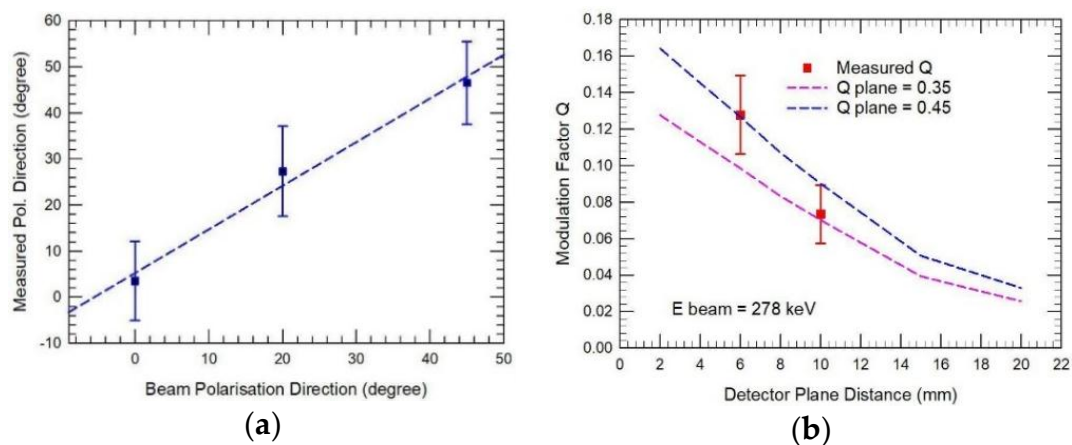 60
50
40
30
20
10
0
-10
Measured Pol. Direction (degree)
0
20
40
50
Beam Polarisation Direction (degree)
(a)
0.18
0.16
0.14
0.12
0.10
0.08
0.06
0.04
0.02
0.00
Modulation Factor Q
Measured Q
Q plane = 0.35
Q plane = 0.45
E beam = 278 keV
0 2 4 6 8 10 12 14 16 18 20 22
Detector Plane Distance (mm)
(b)